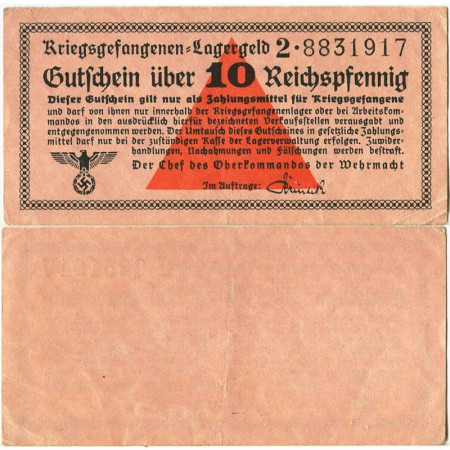 Kriegsgefangenen-Lagergeld 2·8831917
Gutschein über 10 Reichspfennig
Dieser Gutschein gilt nur als Zahlungsmittel für Kriegsgefangene
und darf von ihnen nur innerhalb der Kriegsgefangenenlager oder bei Arbeitskom-
mandos in den ausdrücklich hierfür bezeichneten Verkaufsstellen verausgabt und
entgegengenommen werden. Der Umtausch dieses Gutscheines in gesetzliche Zahlungs-
mittel darf nur bei der zuständigen Kasse der Lagerverwaltung erfolgen. Zuwider-
handlungen, Nachahmungen und Fälschungen werden bestraft.
Der Chef des Oberkommandos der Wehrmacht
Im Auftrage: